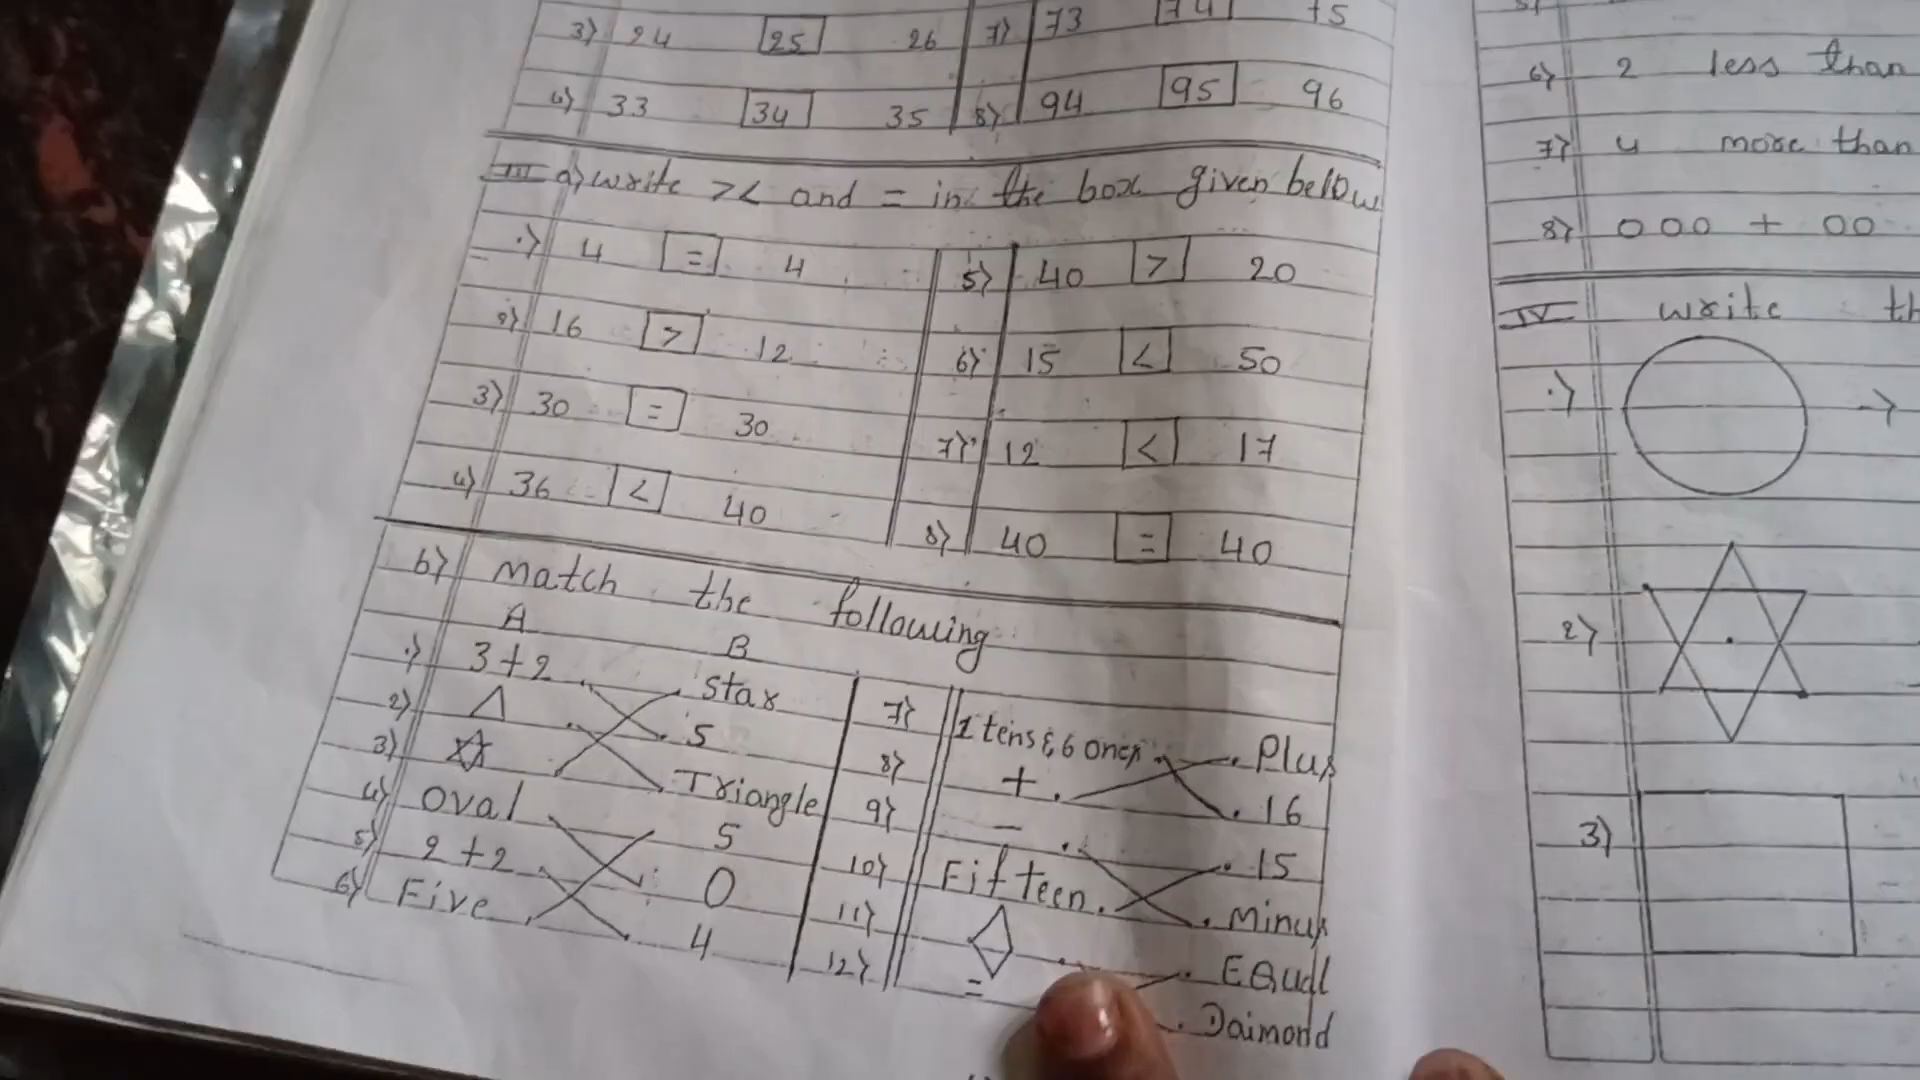 3) 24 25 26
4) 33 34 35
7) 73 74 75
8) 94 95 96
III a) write >< and = in the box given below
1) 4 = 4
2) 16 > 12
3) 30 = 30
4) 36 < 40
5) 40 > 20
6) 15 < 50
7) 12 < 17
8) 40 = 40
b) Match the following
A B
1) 3+2 Star
2) △ 5
3) ✡ Triangle
4) oval 5
5) 2+2 0
6) Five 4
7) 1 tens & 6 ones Plus
8) + 16
9) - 15
10) Fifteen Minus
11) Equal
12) = Daimond
6) 2 less than
7) 4 more than
8) 000 + 00
IV write
1) →
2)
3)